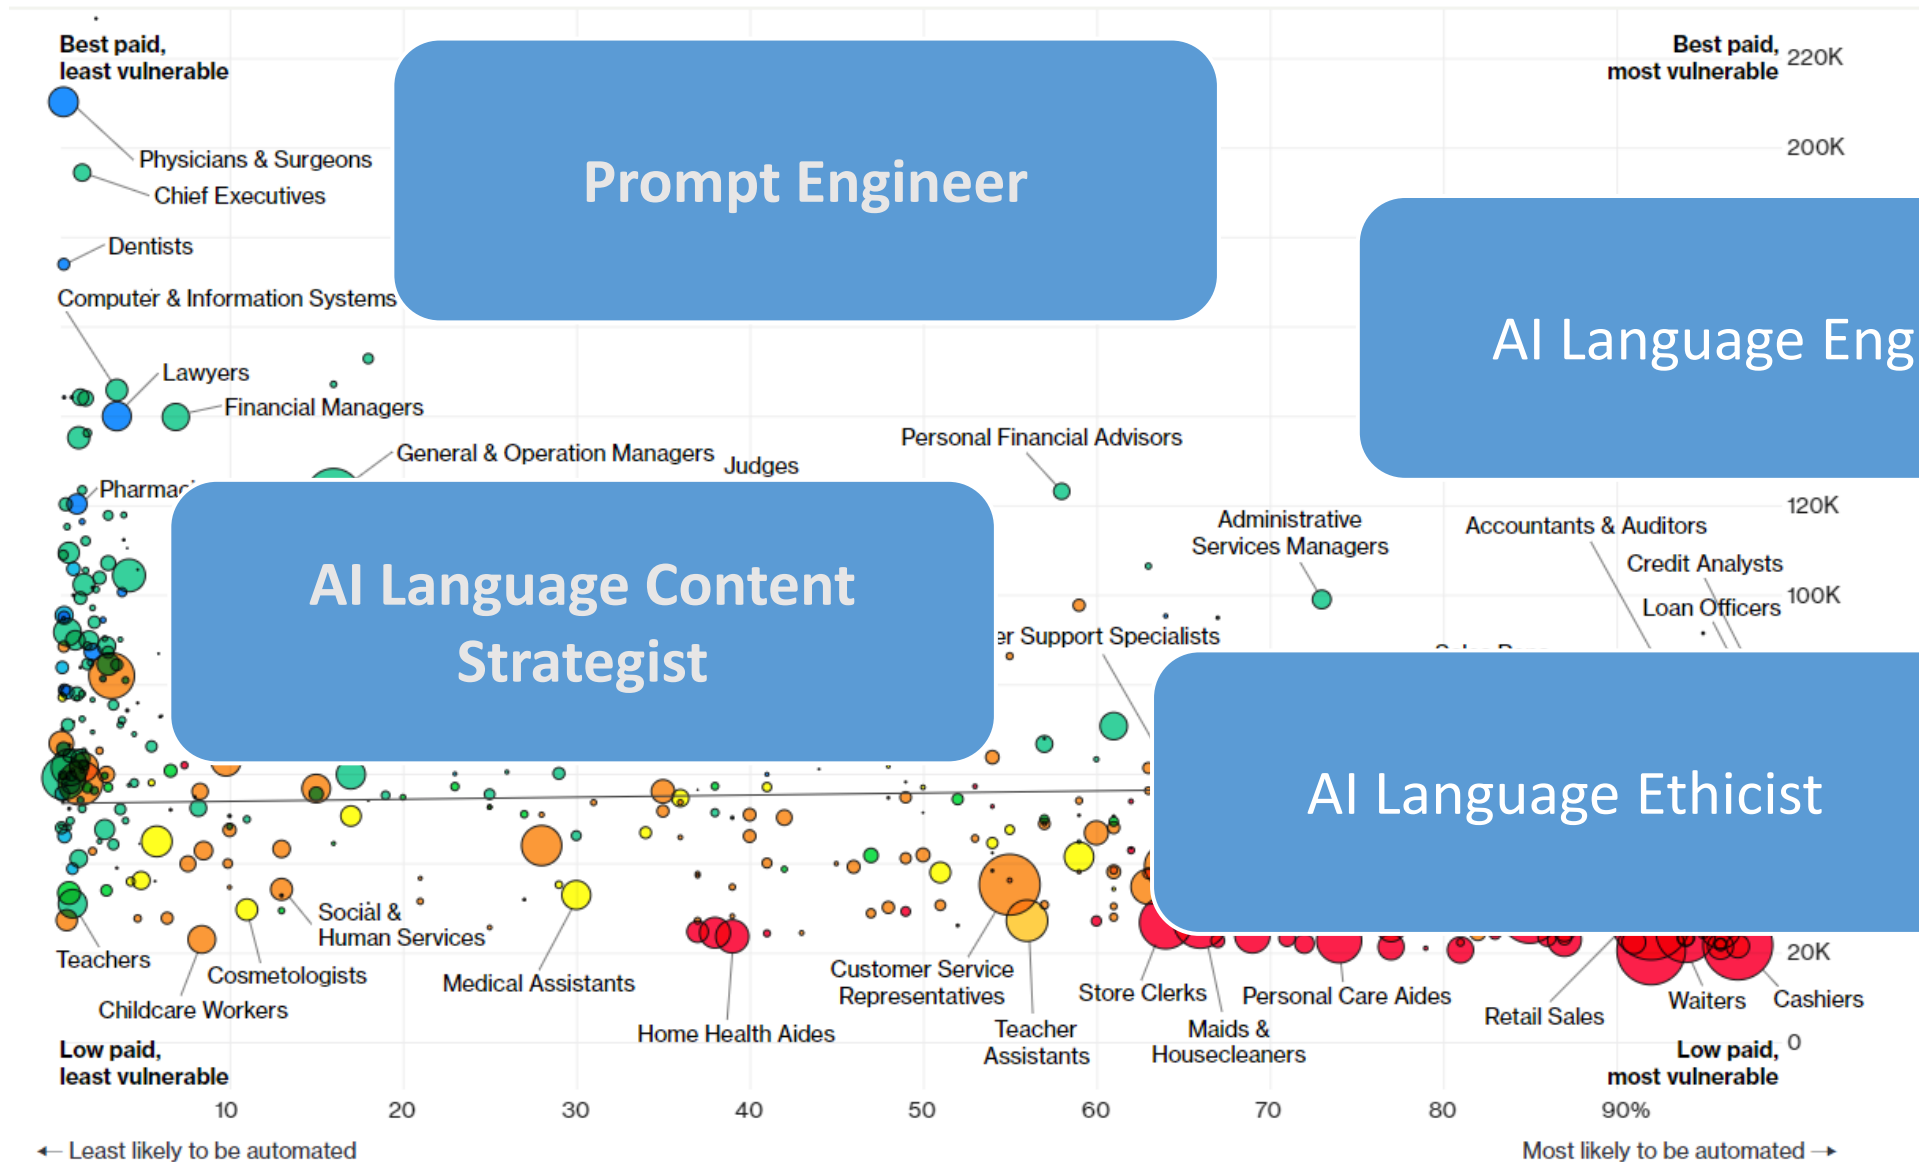 Best paid,
least vulnerable
Best paid,
most vulnerable
220K
Prompt Engineer
Physicians & Surgeons
200K
Chief Executives
Dentists
Computer & Information Systems
AI Language Eng
Lawyers
Financial Managers
Personal Financial Advisors
General & Operation Managers
Judges
Pharmac
120K
Administrative
Services Managers
Accountants & Auditors
Credit Analysts
AI Language Content
Strategist
100K
Loan Officers
er Support Specialists
AI Language Ethicist
Social &
Human Services
Teachers
20K
Cosmetologists
Medical Assistants
Customer Service
Representatives
Store Clerks
Personal Care Aides
Waiters
Cashiers
Childcare Workers
Retail Sales
Home Health Aides
Teacher
Assistants
Maids &
Housecleaners
0
Low paid,
least vulnerable
Low paid,
most vulnerable
10
20
30
40
50
60
70
80
90%
← Least likely to be automated
Most likely to be automated →